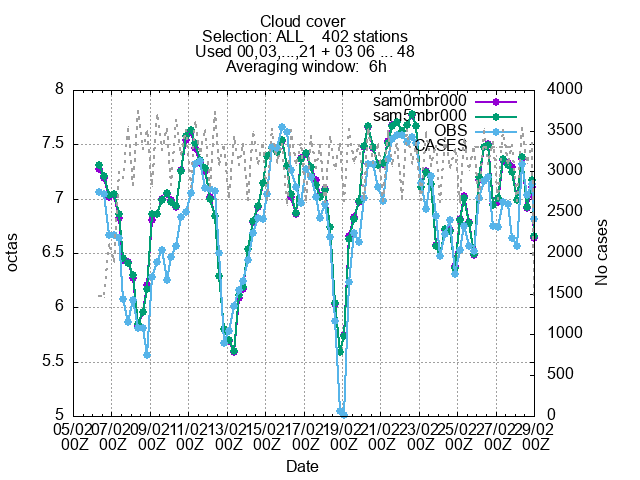 Cloud cover
Selection: ALL 402 stations
Used 00,03,...,21 + 03 06 ... 48
Averaging window: 6h
8
7.5
7
6.5
6
5.5
5
octas
4000
3500
3000
2500
2000
1500
1000
500
0
No cases
sam0mbr000
sam5mbr000
OBS
CASES
05/02 07/02 09/02 11/02 13/02 15/02 17/02 19/02 21/02 23/02 25/02 27/02 29/02
00Z 00Z 00Z 00Z 00Z 00Z 00Z 00Z 00Z 00Z 00Z 00Z 00Z
Date